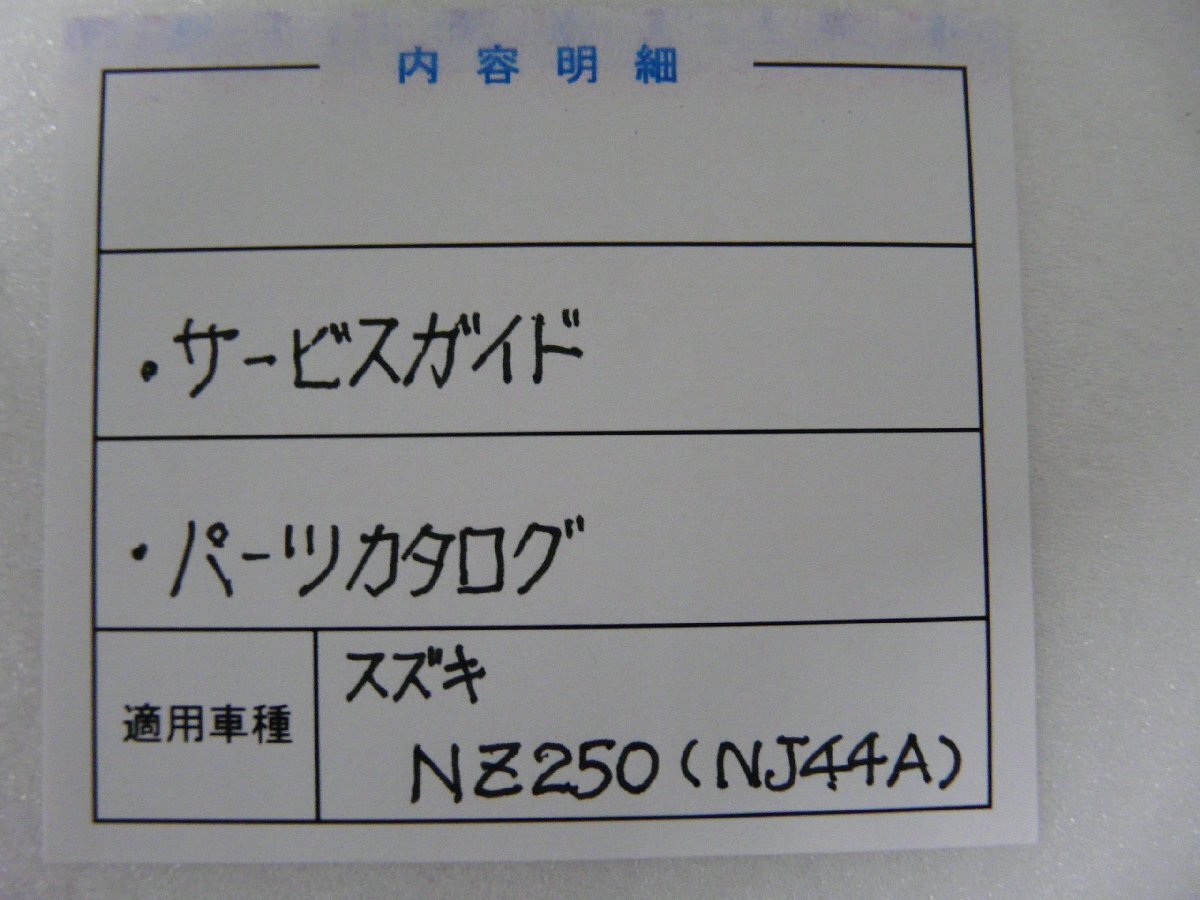 内容明細
・サービスガイド
・パーツカタログ
適用車種
スズキ
NZ250(NJ44A)